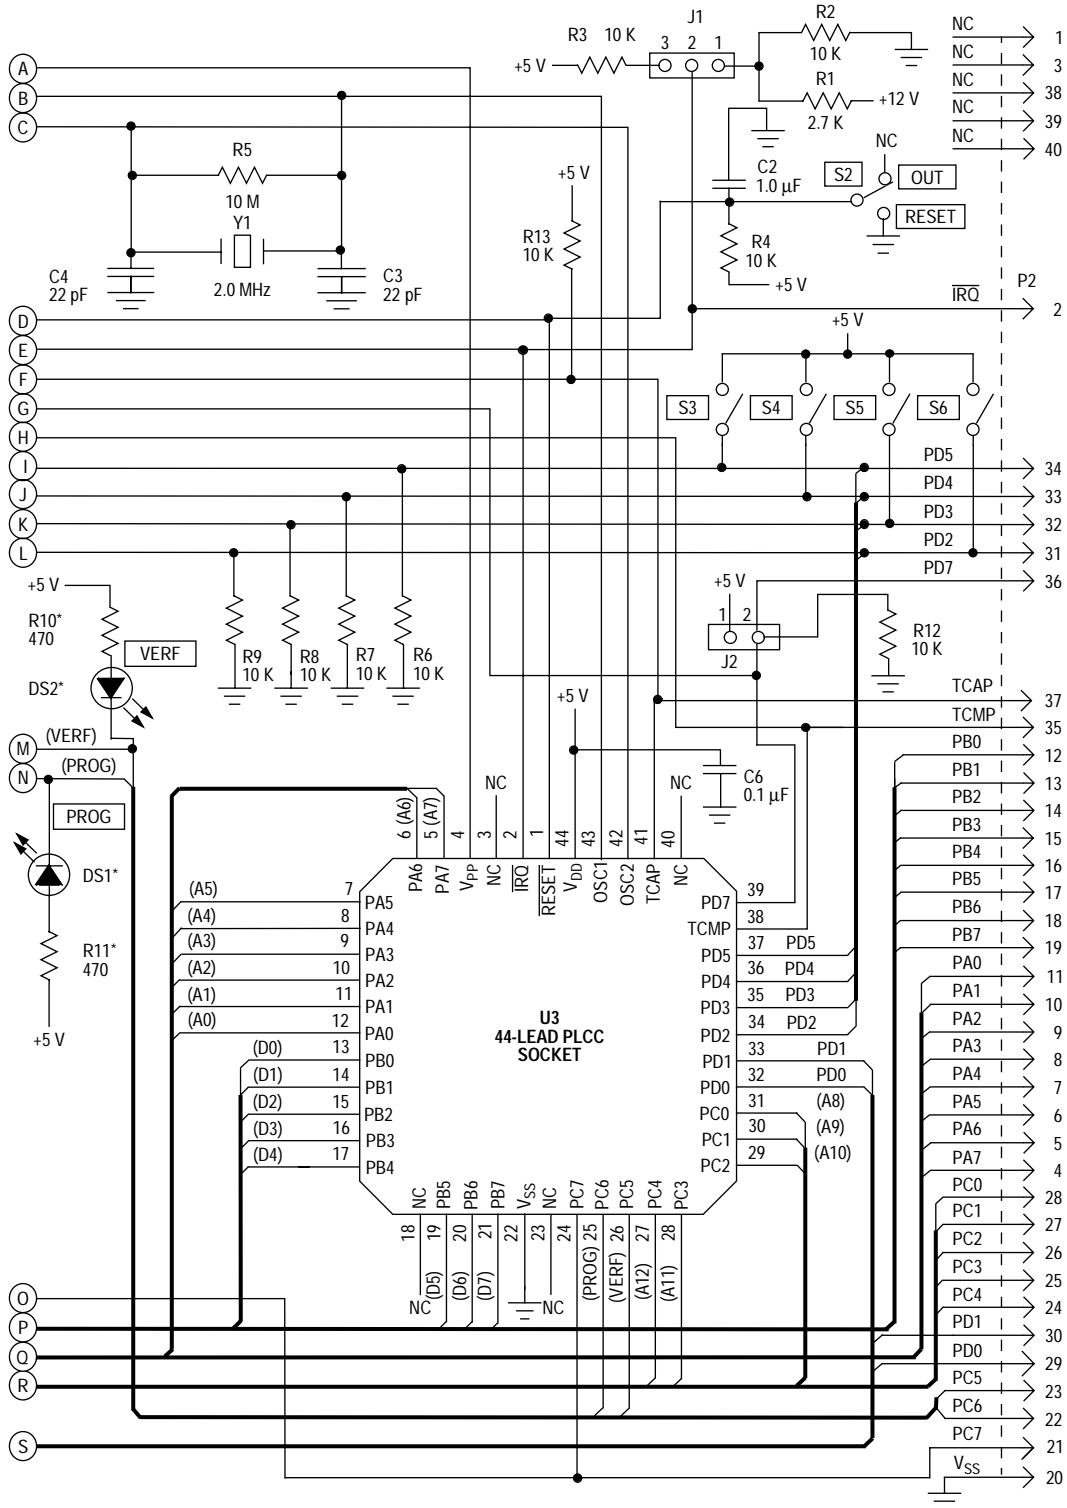 J1
R2
10 K
R3 10 K
3 2 1
+5 V
R1
2.7 K
+12 V
NC 1
NC 3
NC 38
NC 39
NC 40
A
B
C
R5
10 M
Y1
2.0 MHz
C4
22 pF
C3
22 pF
+5 V
R13
10 K
C2
1.0 µF
R4
10 K
+5 V
NC
S2
OUT
RESET
P2
IRQ 2
D
E
F
G
H
I
J
K
L
+5 V
S3
S4
S5
S6
PD5 34
PD4 33
PD3 32
PD2 31
PD7 36
+5 V
R10*
470
VERF
DS2*
R9
10 K
R8
10 K
R7
10 K
R6
10 K
+5 V
1 2
J2
R12
10 K
+5 V
C6
0.1 µF
TCAP 37
TCMP 35
M
(VERF)
N
(PROG)
PROG
DS1*
R11*
470
+5 V
PB0 12
PB1 13
PB2 14
PB3 15
PB4 16
PB5 17
PB6 18
PB7 19
PA0 11
PA1 10
PA2 9
PA3 8
PA4 7
PA5 6
PA6 5
PA7 4
PC0 28
PC1 27
PC2 26
PC3 25
PC4 24
PD1 30
PD0 29
PC5 23
PC6 22
PC7 21
VSS 20
NC
NC
6 (A6)
5 (A7)
4
3
2
1
44
43
42
41
40
PA6
PA7
VPP
NC
IRQ
RESET
VDD
OSC1
OSC2
TCAP
NC
(A5) 7 PA5
(A4) 8 PA4
(A3) 9 PA3
(A2) 10 PA2
(A1) 11 PA1
(A0) 12 PA0
(D0) 13 PB0
(D1) 14 PB1
(D2) 15 PB2
(D3) 16 PB3
(D4) 17 PB4
U3
44-LEAD PLCC
SOCKET
PD7 39
TCMP 38
PD5 37 PD5
PD4 36 PD4
PD3 35 PD3
PD2 34 PD2
PD1 33 PD1
PD0 32 PD0
PC0 31 (A8)
PC1 30 (A9)
PC2 29 (A10)
NC
PB5
PB6
PB7
VSS
NC
PC7
PC6
PC5
PC4
PC3
18
19
20
21
22
23
24
25
26
27
28
NC
(D5)
(D6)
(D7)
NC
(PROG)
(VERF)
(A12)
(A11)
O
P
Q
R
S